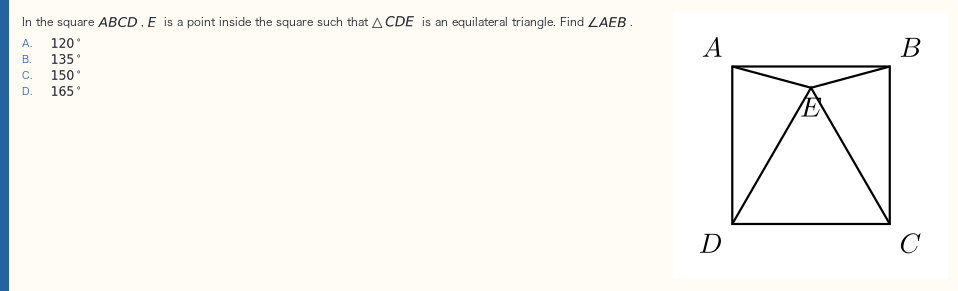 In the square ABCD . E is a point inside the square such that △CDE is an equilateral triangle. Find ∠AEB .
A. 120°
B. 135°
C. 150°
D. 165°
A B
E
D C